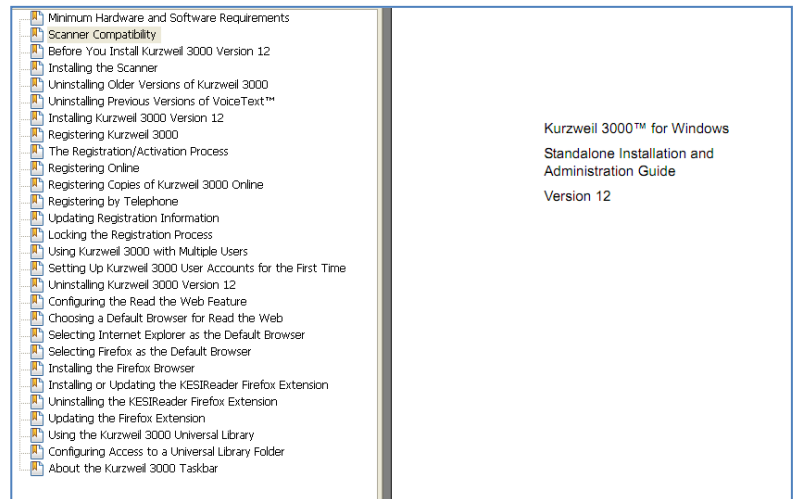 Minimum Hardware and Software Requirements
Scanner Compatibility
Before You Install Kurzweil 3000 Version 12
Installing the Scanner
Uninstalling Older Versions of Kurzweil 3000
Uninstalling Previous Versions of VoiceText™
Installing Kurzweil 3000 Version 12
Registering Kurzweil 3000
The Registration/Activation Process
Registering Online
Registering Copies of Kurzweil 3000 Online
Registering by Telephone
Updating Registration Information
Locking the Registration Process
Using Kurzweil 3000 with Multiple Users
Setting Up Kurzweil 3000 User Accounts for the First Time
Uninstalling Kurzweil 3000 Version 12
Configuring the Read the Web Feature
Choosing a Default Browser for Read the Web
Selecting Internet Explorer as the Default Browser
Selecting Firefox as the Default Browser
Installing the Firefox Browser
Installing or Updating the KESIReader Firefox Extension
Uninstalling the KESIReader Firefox Extension
Updating the Firefox Extension
Using the Kurzweil 3000 Universal Library
Configuring Access to a Universal Library Folder
About the Kurzweil 3000 Taskbar
Kurzweil 3000™ for Windows
Standalone Installation and
Administration Guide
Version 12